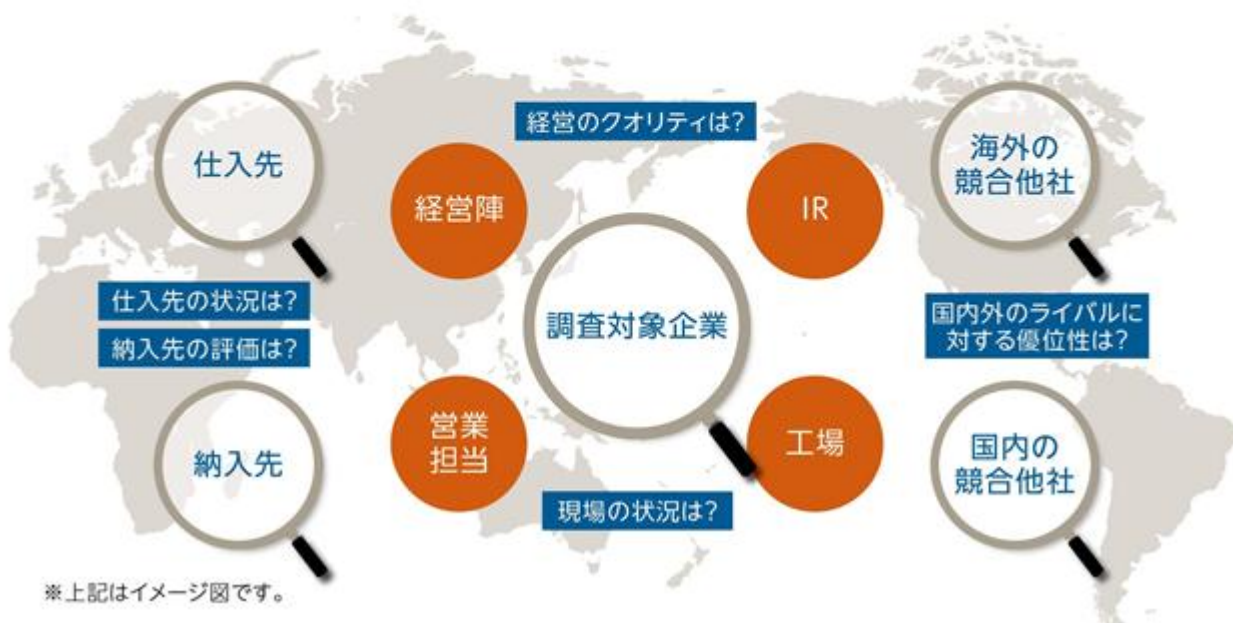 仕入先
仕入先の状況は?
納入先の評価は?
納入先
経営のクオリティは?
経営陣
IR
調査対象企業
営業
担当
工場
現場の状況は?
海外の
競合他社
国内外のライバルに
対する優位性は?
国内の
競合他社
※上記はイメージ図です。